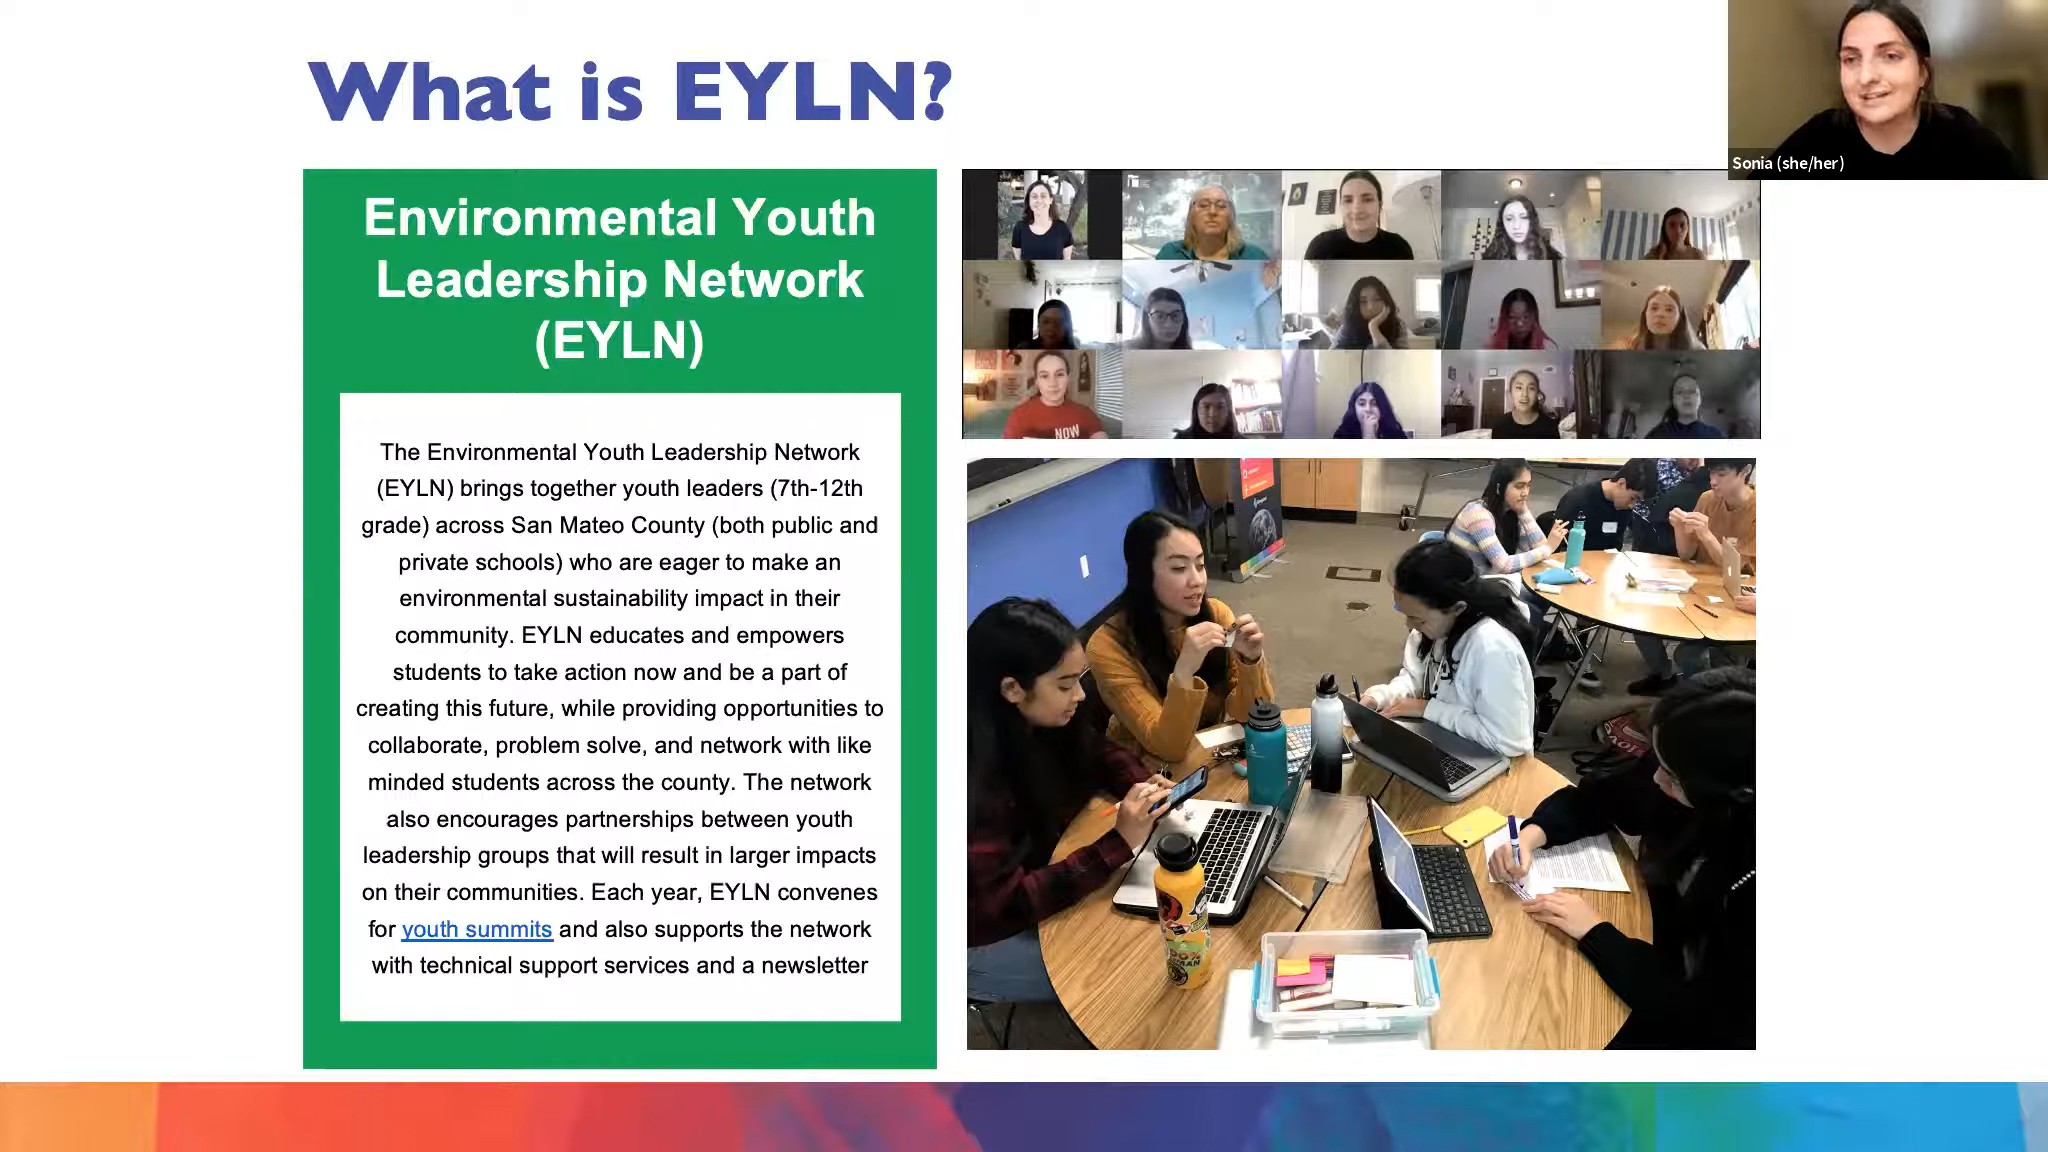 What is EYLN?
Sonia (she/her)
Environmental Youth
Leadership Network
(EYLN)
The Environmental Youth Leadership Network
(EYLN) brings together youth leaders (7th-12th
grade) across San Mateo County (both public and
private schools) who are eager to make an
environmental sustainability impact in their
community. EYLN educates and empowers
students to take action now and be a part of
creating this future, while providing opportunities to
collaborate, problem solve, and network with like
minded students across the county. The network
also encourages partnerships between youth
leadership groups that will result in larger impacts
on their communities. Each year, EYLN convenes
for youth summits and also supports the network
with technical support services and a newsletter
NOW